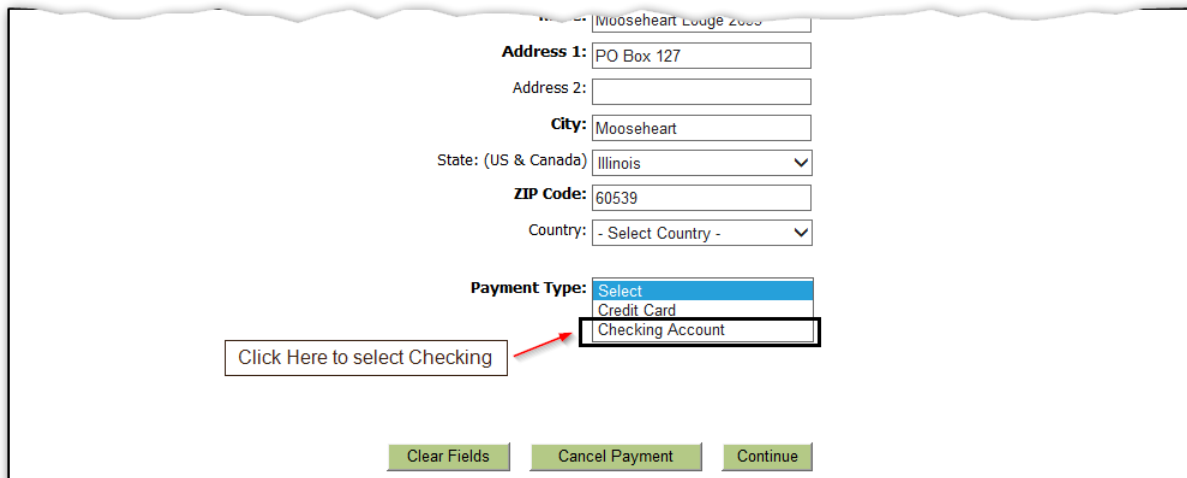 Mooseheart Lodge
Address 1: PO Box 127
Address 2:
City: Mooseheart
State: (US & Canada) Illinois
ZIP Code: 60539
Country: - Select Country -
Payment Type: Select
Credit Card
Checking Account
Click Here to select Checking
Clear Fields Cancel Payment Continue